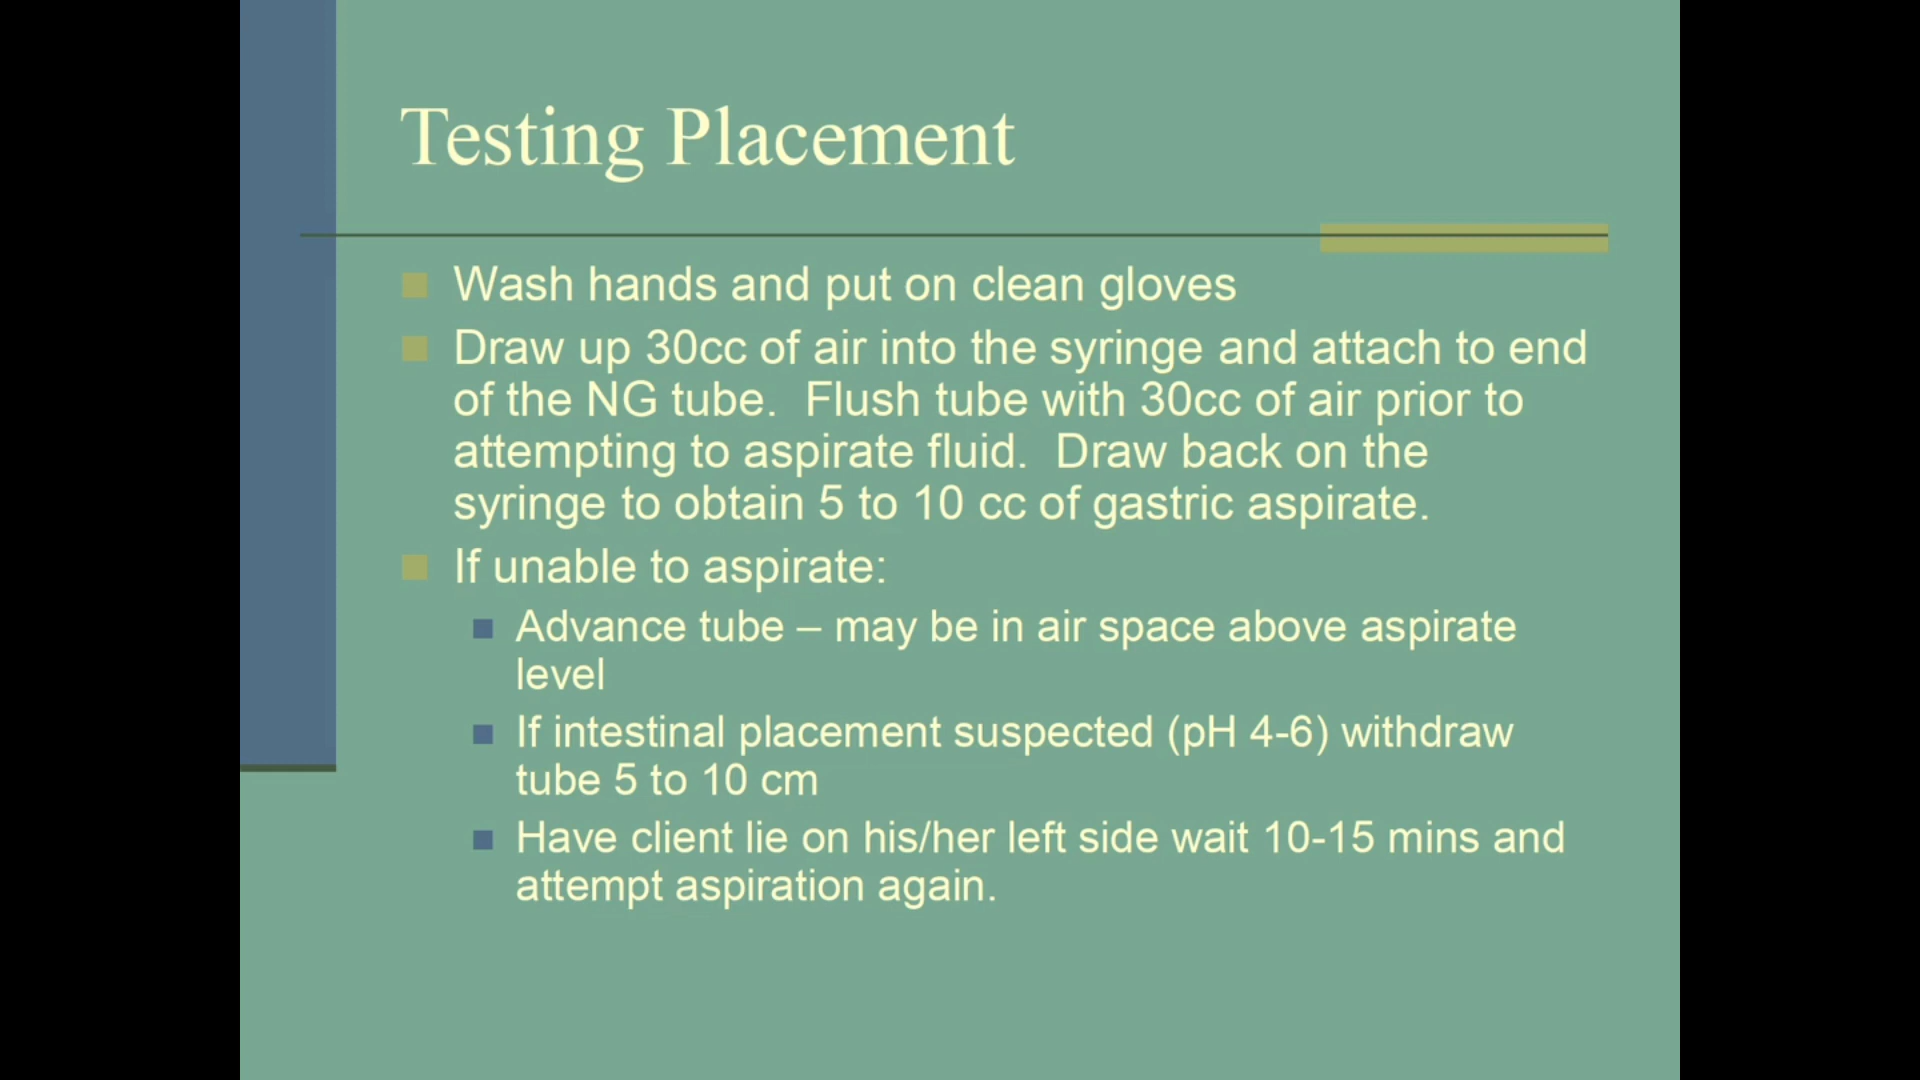 Testing Placement
Wash hands and put on clean gloves
Draw up 30cc of air into the syringe and attach to end
of the NG tube.  Flush tube with 30cc of air prior to
attempting to aspirate fluid.  Draw back on the
syringe to obtain 5 to 10 cc of gastric aspirate.
If unable to aspirate:
Advance tube – may be in air space above aspirate
level
If intestinal placement suspected (pH 4-6) withdraw
tube 5 to 10 cm
Have client lie on his/her left side wait 10-15 mins and
attempt aspiration again.